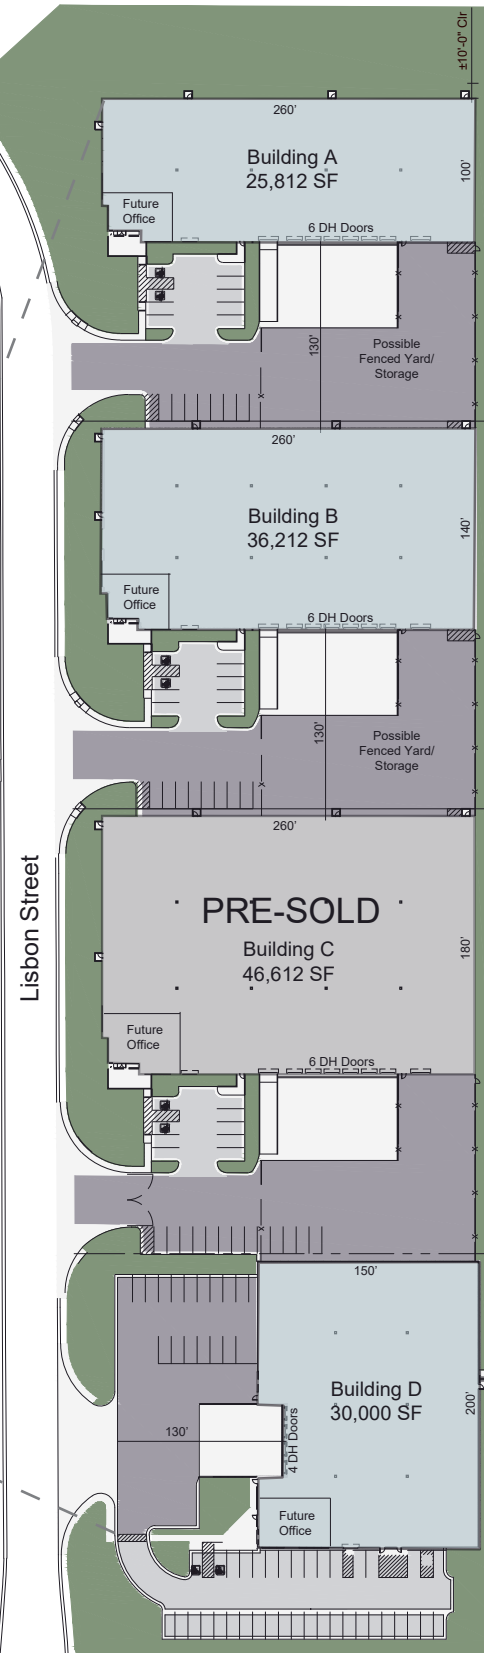 ±10'-0" Clr
260'
Building A
25,812 SF
100'
Future
Office
6 DH Doors
130'
Possible
Fenced Yard/
Storage
260'
Building B
36,212 SF
140'
Future
Office
6 DH Doors
130'
Possible
Fenced Yard/
Storage
260'
PRE-SOLD
Building C
46,612 SF
180'
Lisbon Street
Future
Office
6 DH Doors
150'
Building D
30,000 SF
200'
130'
4 DH Doors
Future
Office